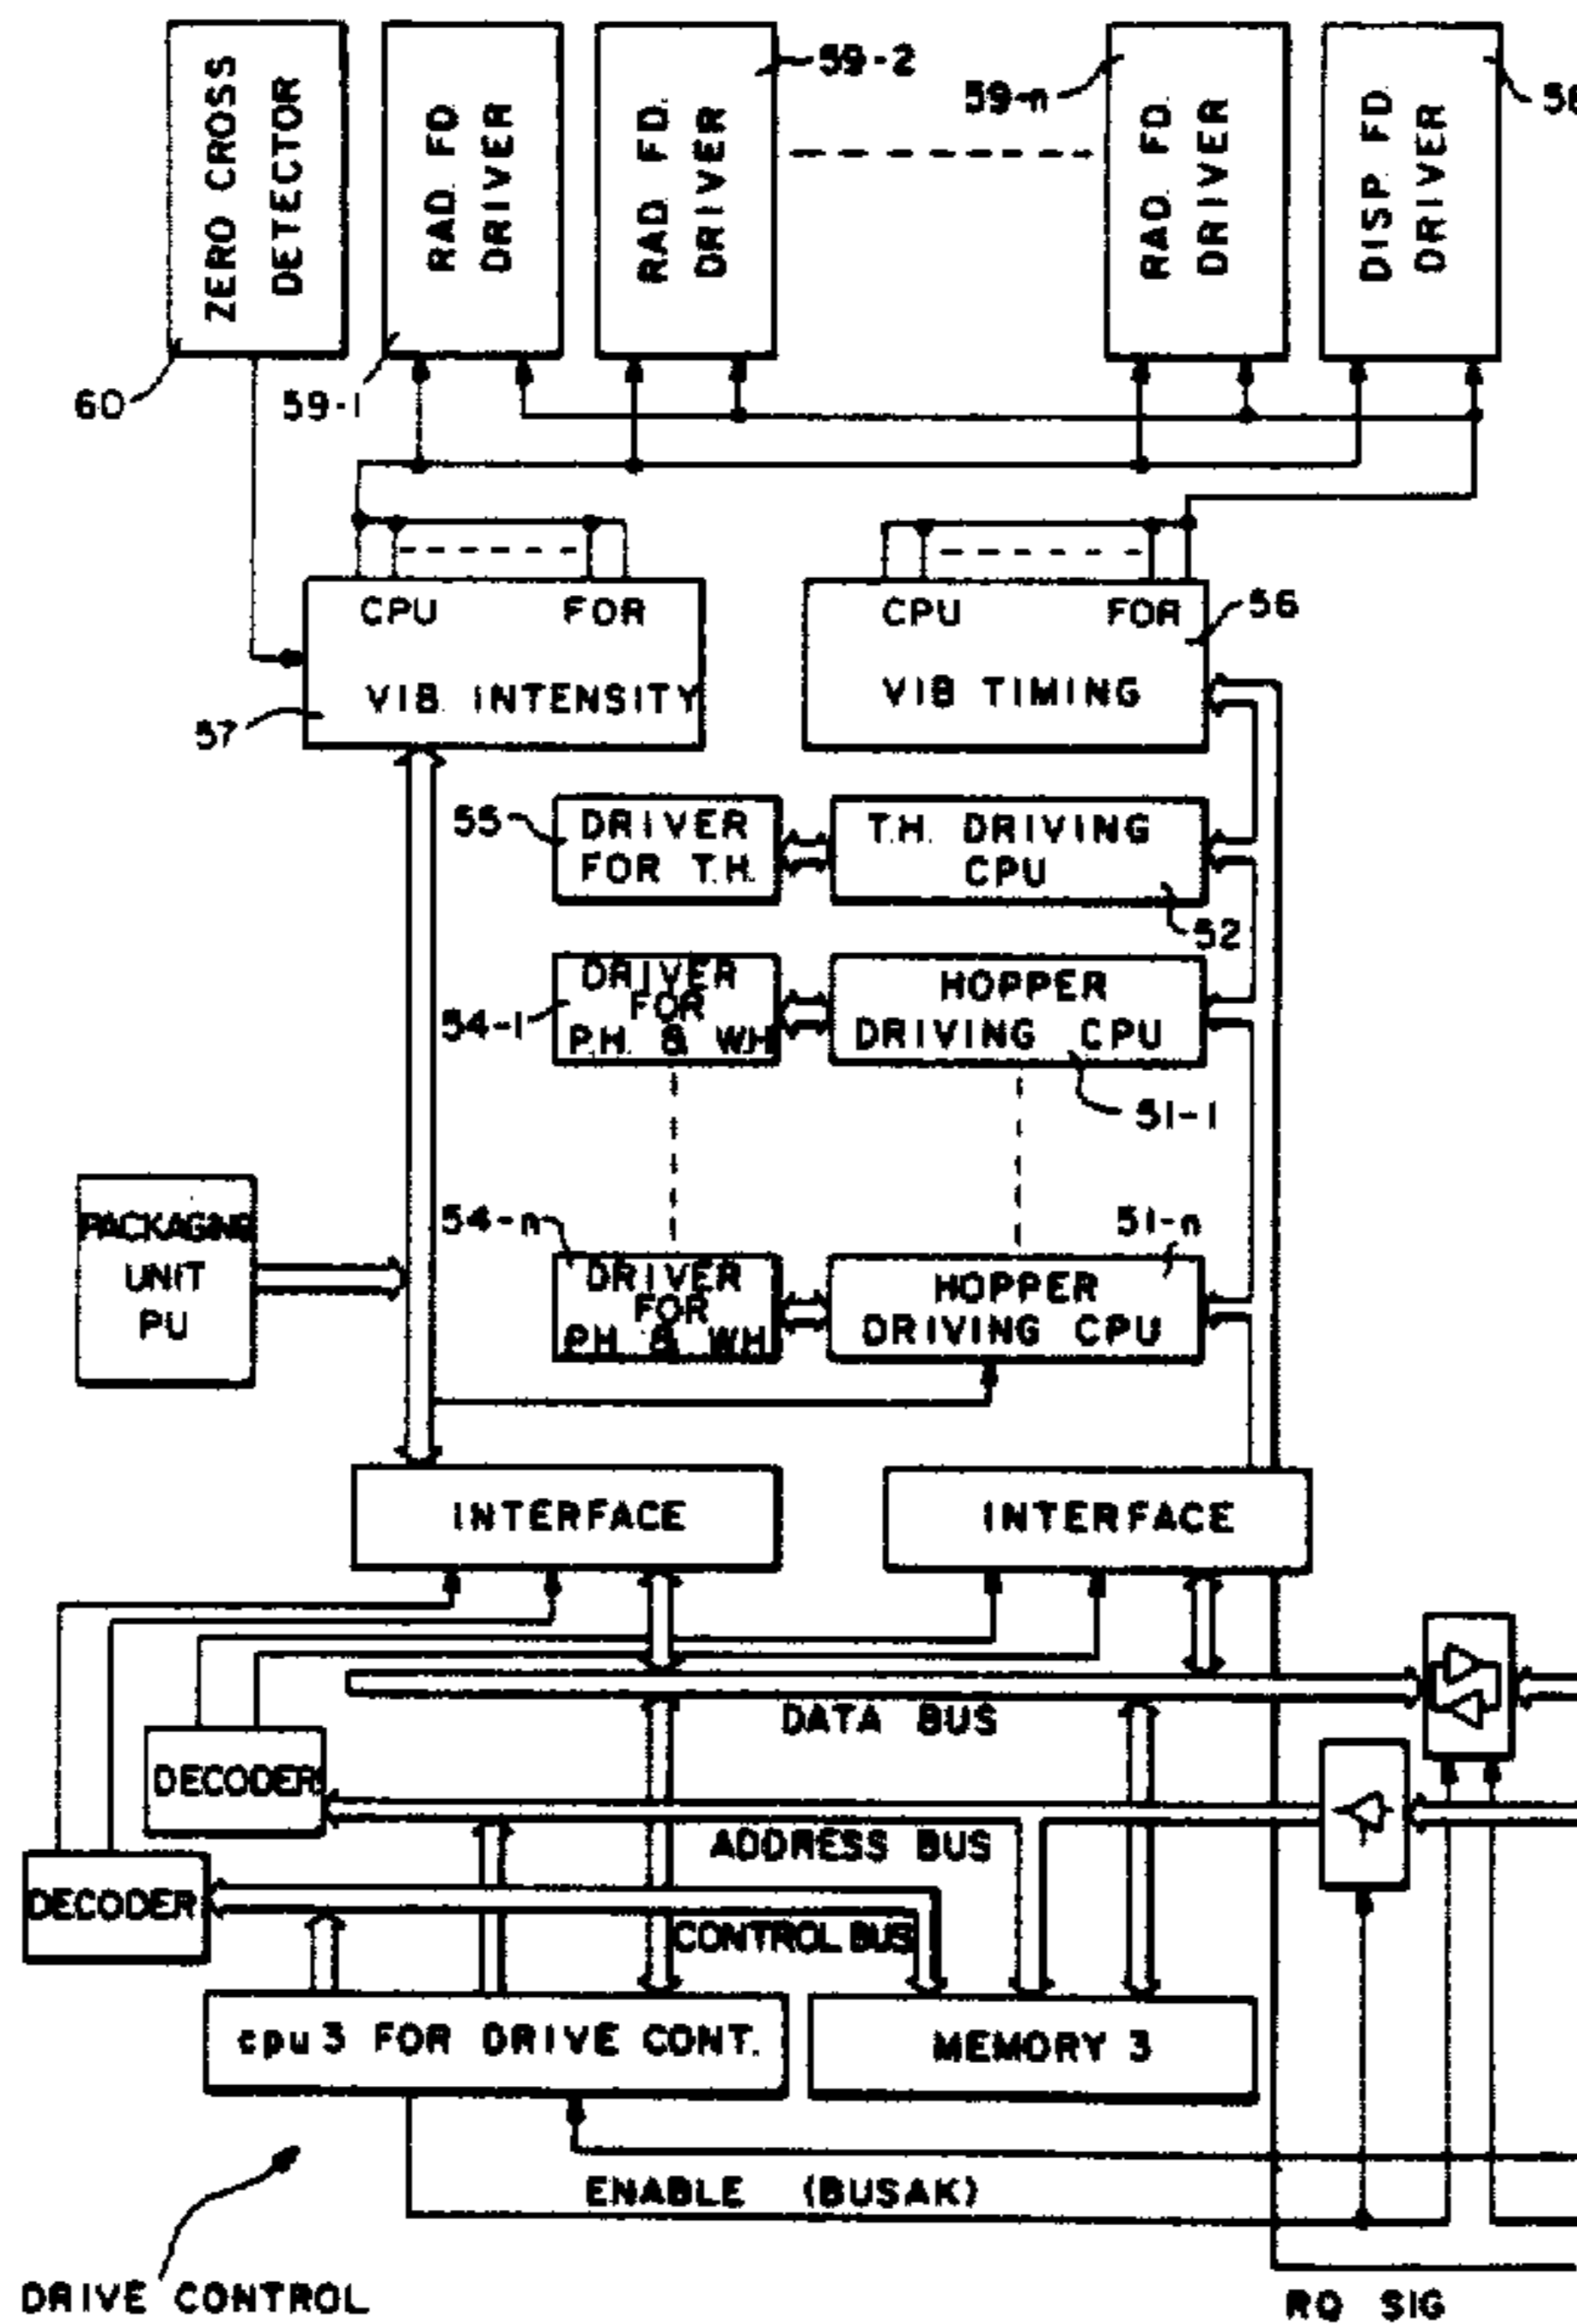 ZERO CROSS
DETECTOR
RAD. FD.
DRIVER
RAD. FD.
DRIVER
RAD. FD.
DRIVER
DISP. FD.
DRIVER
59-2
59-n
60
59-1
CPU FOR
VIB. INTENSITY
57
CPU FOR
VIB TIMING
56
55
DRIVER
FOR T.H.
T.H. DRIVING
CPU
52
54-1
DRIVER
FOR
P.H. & W.H
HOPPER
DRIVING CPU
51-1
PACKAGING
UNIT
PU
54-n
DRIVER
FOR
P.H. & W.H
51-n
HOPPER
DRIVING CPU
INTERFACE
INTERFACE
DATA BUS
DECODER
ADDRESS BUS
DECODER
CONTROL BUS
cpu 3 FOR DRIVE CONT.
MEMORY 3
ENABLE (BUSAK)
DRIVE CONTROL
RQ SIG